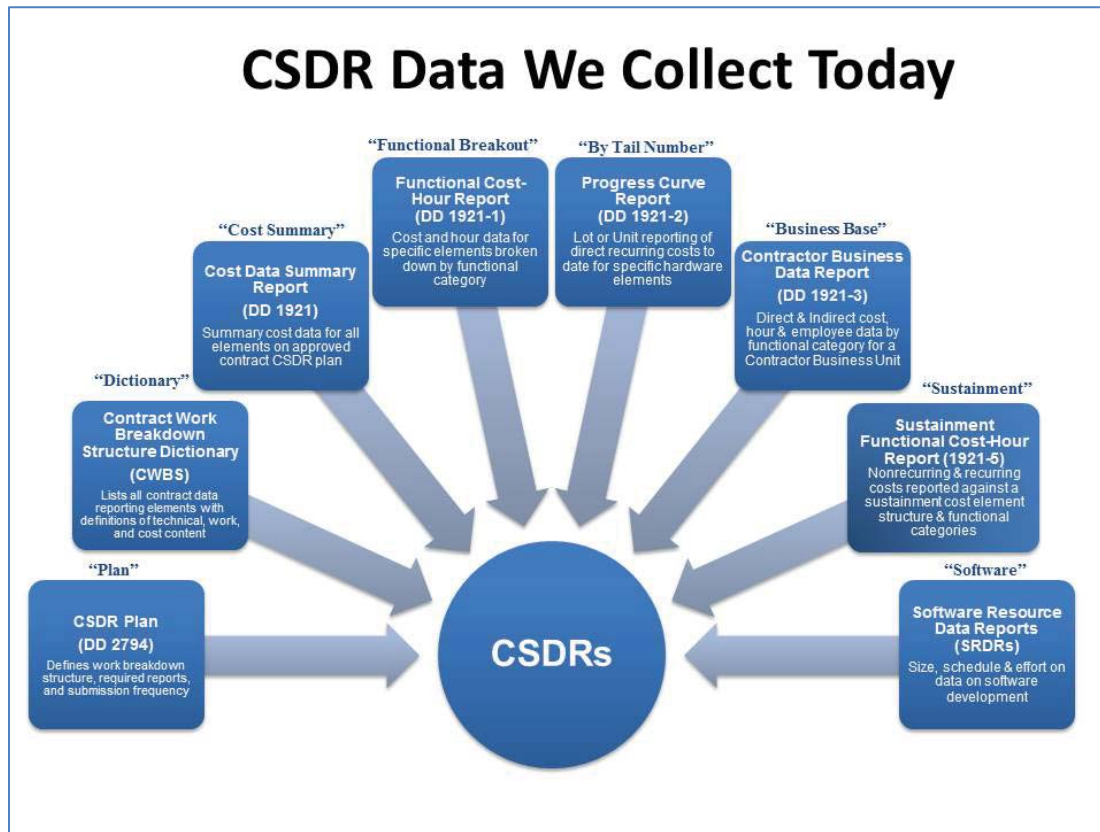 CSDR Data We Collect Today
“Functional Breakout”
Functional Cost-
Hour Report
(DD 1921-1)
Cost and hour data for
specific elements broken
down by functional
category
“By Tail Number”
Progress Curve
Report
(DD 1921-2)
Lot or Unit reporting of
direct recurring costs to
date for specific hardware
elements
“Cost Summary”
Cost Data Summary
Report
(DD 1921)
Summary cost data for all
elements on approved
contract CSDR plan
“Business Base”
Contractor Business
Data Report
(DD 1921-3)
Direct & Indirect cost,
hour & employee data by
functional category for a
Contractor Business Unit
“Dictionary”
Contract Work
Breakdown
Structure Dictionary
(CWBS)
Lists all contract data
reporting elements with
definitions of technical, work,
and cost content
“Sustainment”
Sustainment
Functional Cost-Hour
Report (1921-5)
Nonrecurring & recurring
costs reported against a
sustainment cost element
structure & functional
categories
“Plan”
CSDR Plan
(DD 2794)
Defines work breakdown
structure, required reports,
and submission frequency
CSDRs
“Software”
Software Resource
Data Reports
(SRDRs)
Size, schedule & effort on
data on software
development